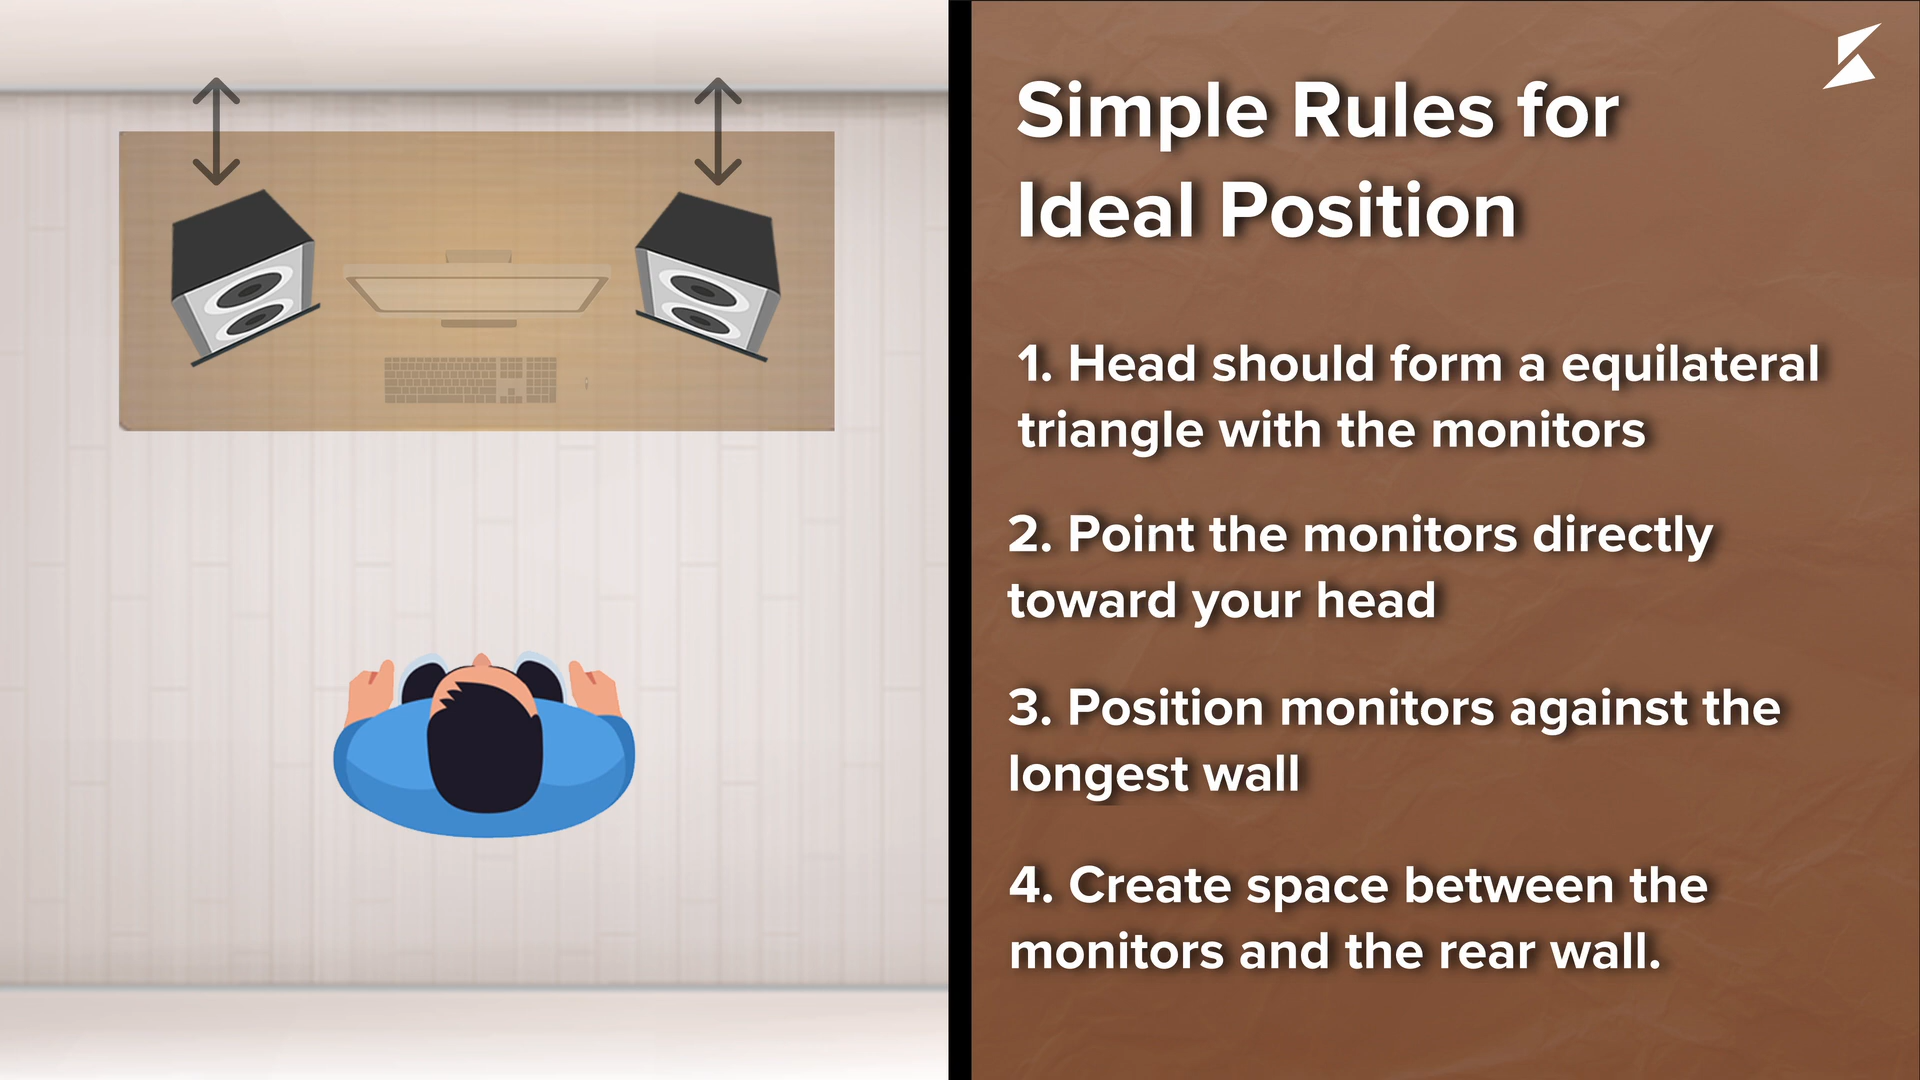 Simple Rules for
Ideal Position
1. Head should form a equilateral
triangle with the monitors
2. Point the monitors directly
toward your head
3. Position monitors against the
longest wall
4. Create space between the
monitors and the rear wall.